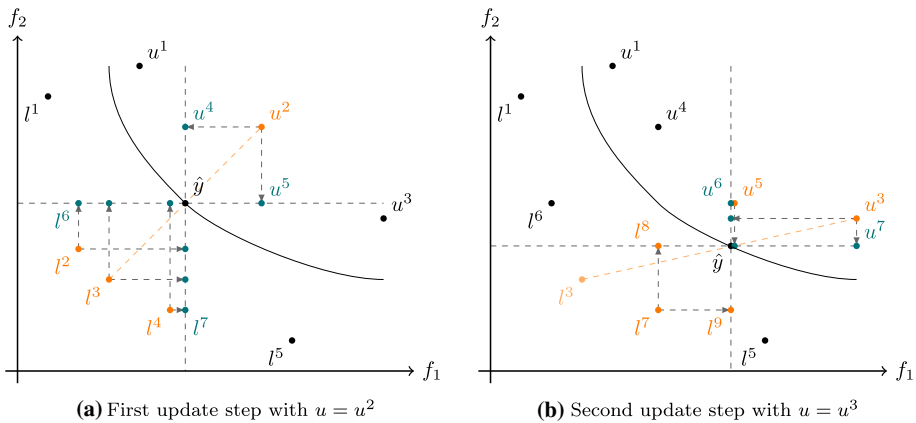 f₂
u¹
l¹
u⁴
u²
u⁵
ŷ
l⁶
u³
l²
l³
l⁴
l⁷
l⁵
f₁
(a) First update step with u = u²
f₂
u¹
l¹
u⁴
u⁶
u⁵
l⁶
l⁸
u³
u⁷
ŷ
l³
l⁷
l⁹
l⁵
f₁
(b) Second update step with u = u³